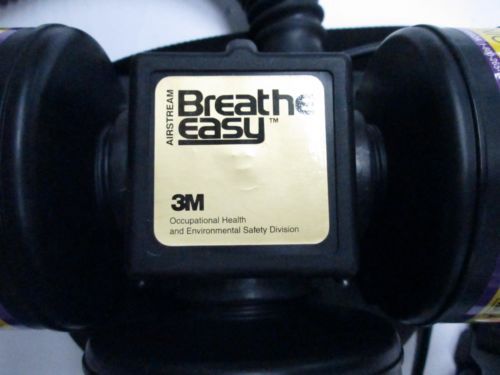 AIRSTREAM
Breathe
easy™
3M
Occupational Health
and Environmental Safety Division